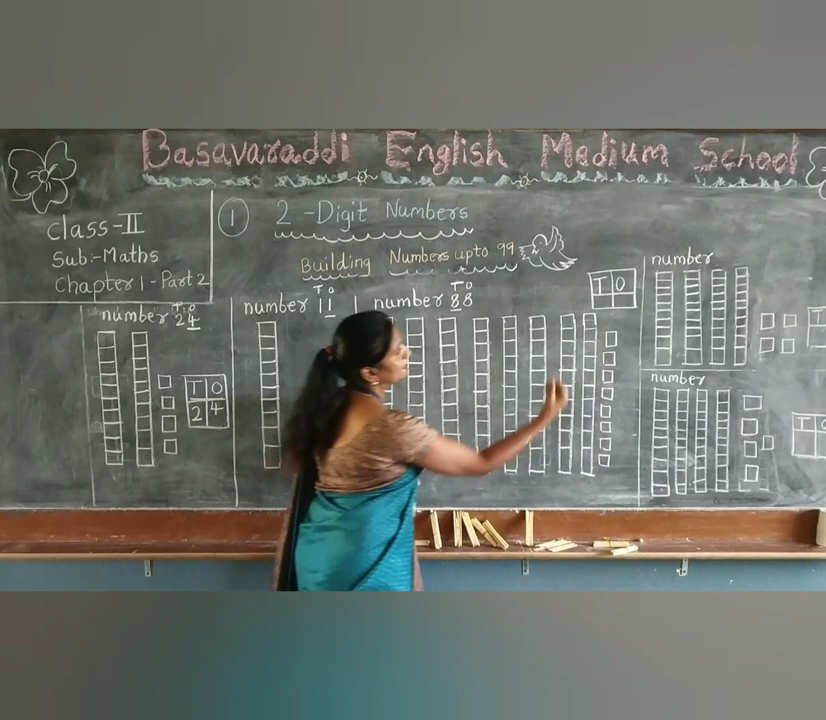 Basavaraddi English Medium School
Class-II
Sub:-Maths
Chapter 1 - Part 2
1 2 -Digit Numbers
Building Numbers upto 99
T O
number 24
T O
2 4
T O
number 11
T O
number 88
T O
number
T
number
T O